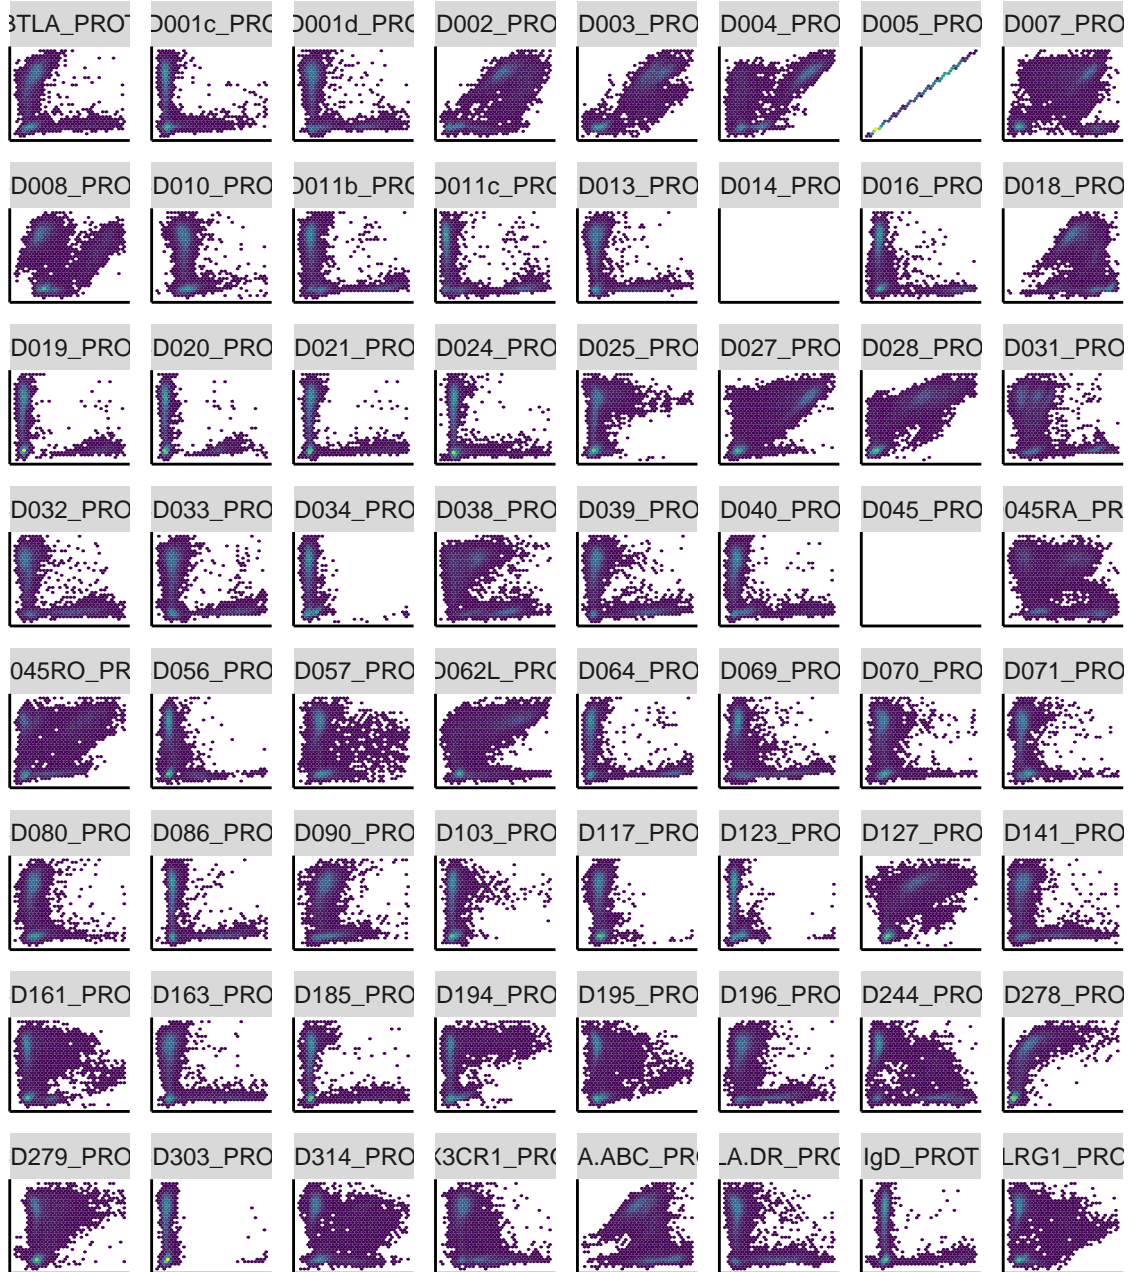 BTLA_PROT D001c_PRO D001d_PRO D002_PRO D003_PRO D004_PRO D005_PRO D007_PRO
D008_PRO D010_PRO D011b_PRO D011c_PRO D013_PRO D014_PRO D016_PRO D018_PRO
D019_PRO D020_PRO D021_PRO D024_PRO D025_PRO D027_PRO D028_PRO D031_PRO
D032_PRO D033_PRO D034_PRO D038_PRO D039_PRO D040_PRO D045_PRO 045RA_PR
045RO_PR D056_PRO D057_PRO D062L_PRO D064_PRO D069_PRO D070_PRO D071_PRO
D080_PRO D086_PRO D090_PRO D103_PRO D117_PRO D123_PRO D127_PRO D141_PRO
D161_PRO D163_PRO D185_PRO D194_PRO D195_PRO D196_PRO D244_PRO D278_PRO
D279_PRO D303_PRO D314_PRO X3CR1_PRO A.ABC_PRO LA.DR_PRO IgD_PROT LRG1_PRO